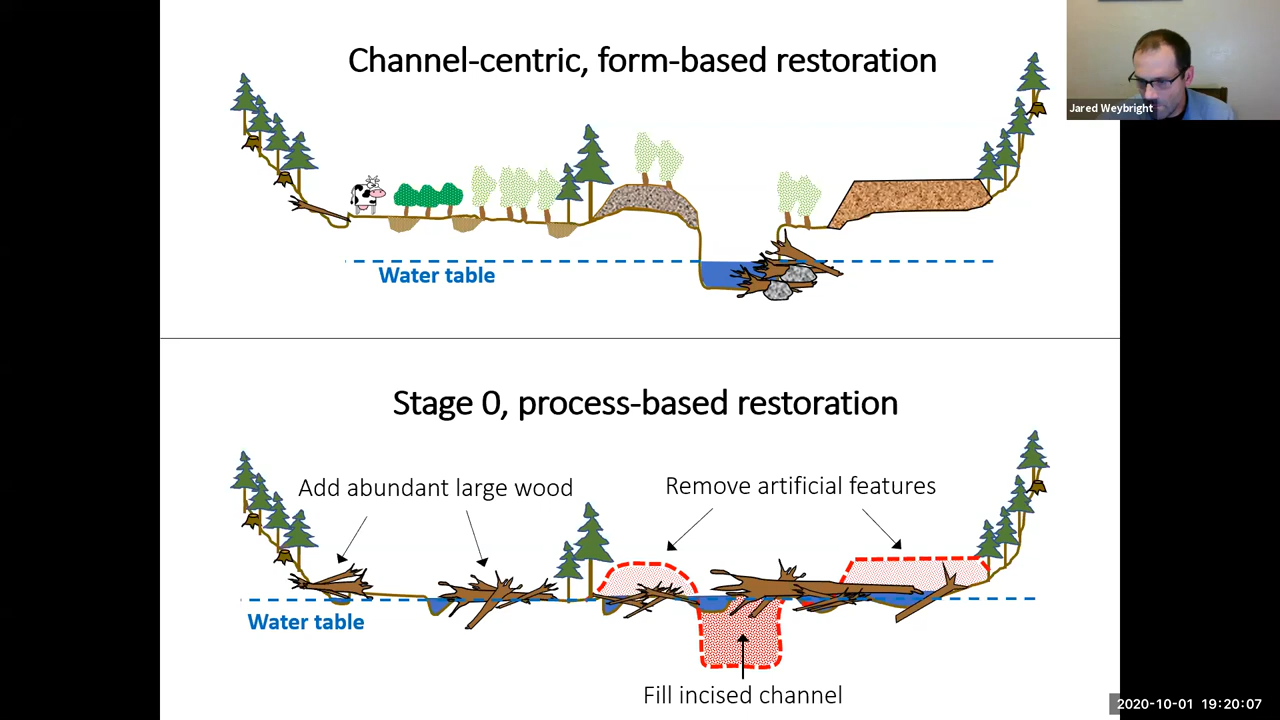 Channel-centric, form-based restoration
Jared Weybright
Water table
Stage 0, process-based restoration
Add abundant large wood
Remove artificial features
Water table
Fill incised channel
2020-10-01 19:20:07